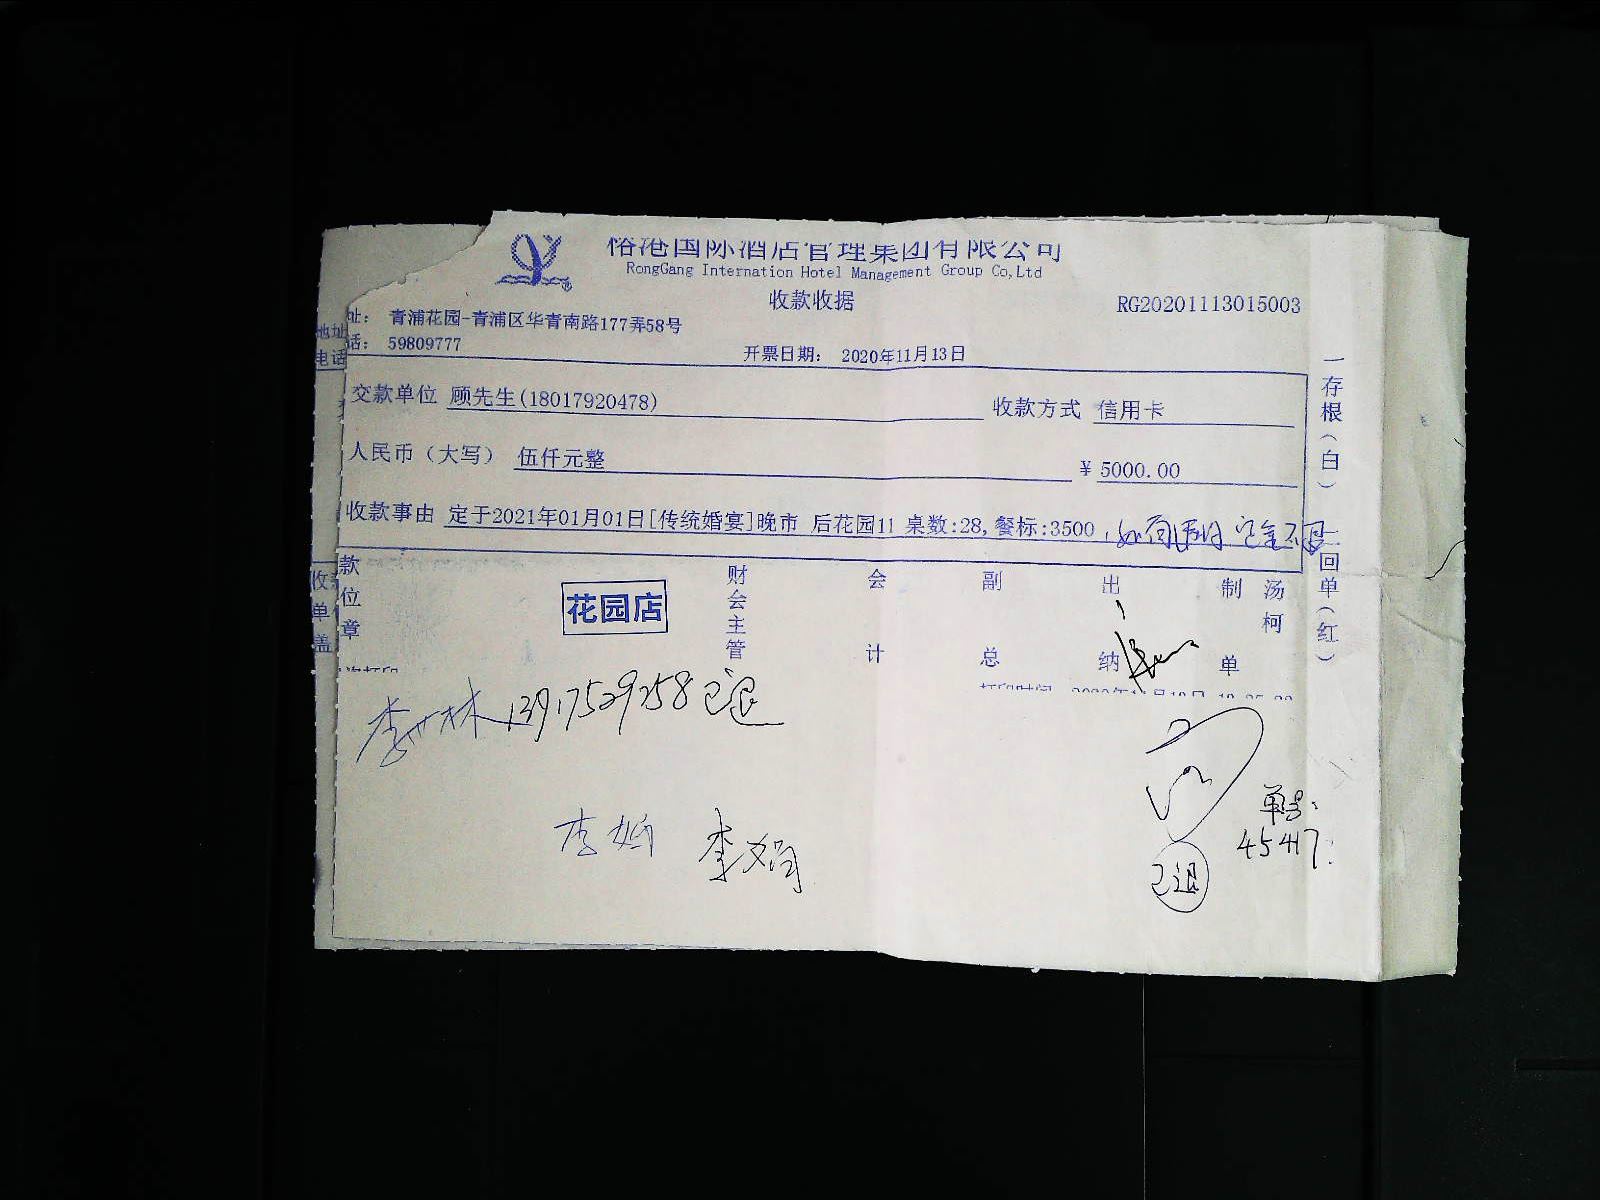 国际酒店管理集团有限公司
RongGang Internation Hotel Management Group Co,Ltd
收款收据
RG20201113015003
址： 青浦花园-青浦区华青南路177弄58号
话： 59809777
地址
电话
开票日期： 2020年11月13日
交款单位 顾先生(18017920478)
收款方式 信用卡
人民币（大写） 伍仟元整
¥ 5000.00
收款事由 定于2021年01月01日[传统婚宴]晚市 后花园11 桌数:28,餐标:3500
一存根（白） 二回单（红）
款位章
收单盖
花园店
财会主管
会计
副总
出纳
制单
汤柯
13917529258 已退
李娟
单号:
45417
已退